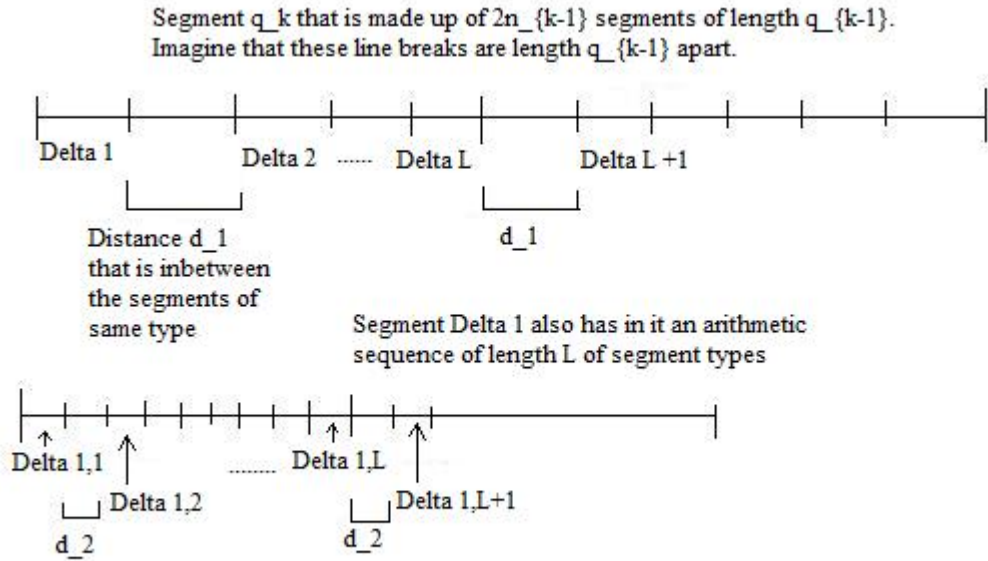 Segment q_k that is made up of 2n_{k-1} segments of length q_{k-1}.
Imagine that these line breaks are length q_{k-1} apart.
Delta 1
Delta 2 ...... Delta L
Delta L +1
Distance d_1
that is inbetween
the segments of
same type
d_1
Segment Delta 1 also has in it an arithmetic
sequence of length L of segment types
Delta 1,1
........ Delta 1,L
Delta 1,2
Delta 1,L+1
d_2
d_2